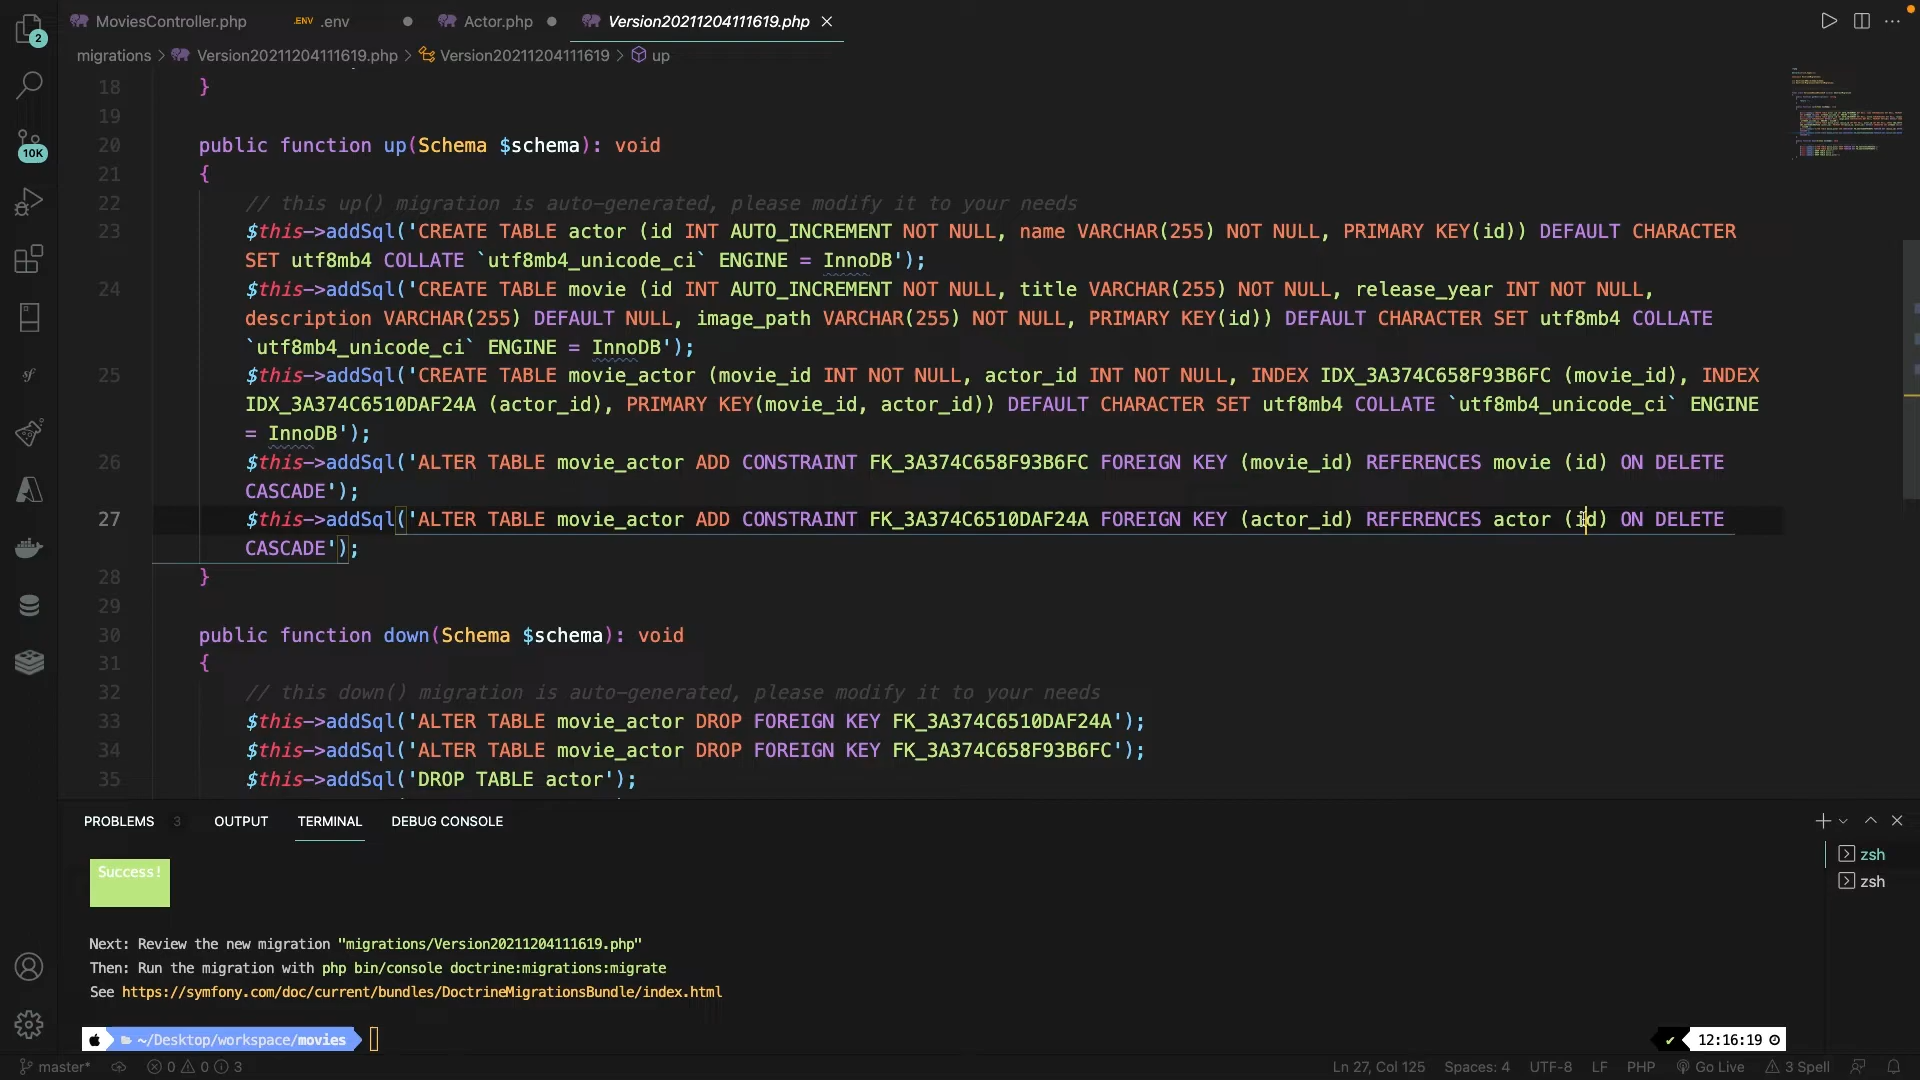 MoviesController.php
.ENV .env
Actor.php
Version20211204111619.php
2
migrations > Version20211204111619.php > Version20211204111619 > up
18 }
19
20 public function up(Schema $schema): void
21 {
22 // this up() migration is auto-generated, please modify it to your needs
23 $this->addSql('CREATE TABLE actor (id INT AUTO_INCREMENT NOT NULL, name VARCHAR(255) NOT NULL, PRIMARY KEY(id)) DEFAULT CHARACTER
SET utf8mb4 COLLATE `utf8mb4_unicode_ci` ENGINE = InnoDB');
24 $this->addSql('CREATE TABLE movie (id INT AUTO_INCREMENT NOT NULL, title VARCHAR(255) NOT NULL, release_year INT NOT NULL,
description VARCHAR(255) DEFAULT NULL, image_path VARCHAR(255) NOT NULL, PRIMARY KEY(id)) DEFAULT CHARACTER SET utf8mb4 COLLATE
`utf8mb4_unicode_ci` ENGINE = InnoDB');
25 $this->addSql('CREATE TABLE movie_actor (movie_id INT NOT NULL, actor_id INT NOT NULL, INDEX IDX_3A374C658F93B6FC (movie_id), INDEX
IDX_3A374C6510DAF24A (actor_id), PRIMARY KEY(movie_id, actor_id)) DEFAULT CHARACTER SET utf8mb4 COLLATE `utf8mb4_unicode_ci` ENGINE
= InnoDB');
26 $this->addSql('ALTER TABLE movie_actor ADD CONSTRAINT FK_3A374C658F93B6FC FOREIGN KEY (movie_id) REFERENCES movie (id) ON DELETE
CASCADE');
27 $this->addSql('ALTER TABLE movie_actor ADD CONSTRAINT FK_3A374C6510DAF24A FOREIGN KEY (actor_id) REFERENCES actor (id) ON DELETE
CASCADE');
28 }
29
30 public function down(Schema $schema): void
31 {
32 // this down() migration is auto-generated, please modify it to your needs
33 $this->addSql('ALTER TABLE movie_actor DROP FOREIGN KEY FK_3A374C6510DAF24A');
34 $this->addSql('ALTER TABLE movie_actor DROP FOREIGN KEY FK_3A374C658F93B6FC');
35 $this->addSql('DROP TABLE actor');
10K
sf
PROBLEMS 3 OUTPUT TERMINAL DEBUG CONSOLE
Success!
zsh
zsh
Next: Review the new migration "migrations/Version20211204111619.php"
Then: Run the migration with php bin/console doctrine:migrations:migrate
See https://symfony.com/doc/current/bundles/DoctrineMigrationsBundle/index.html
~/Desktop/workspace/movies
12:16:19
master* 0 0 3 Ln 27, Col 125 Spaces: 4 UTF-8 LF PHP Go Live 3 Spell